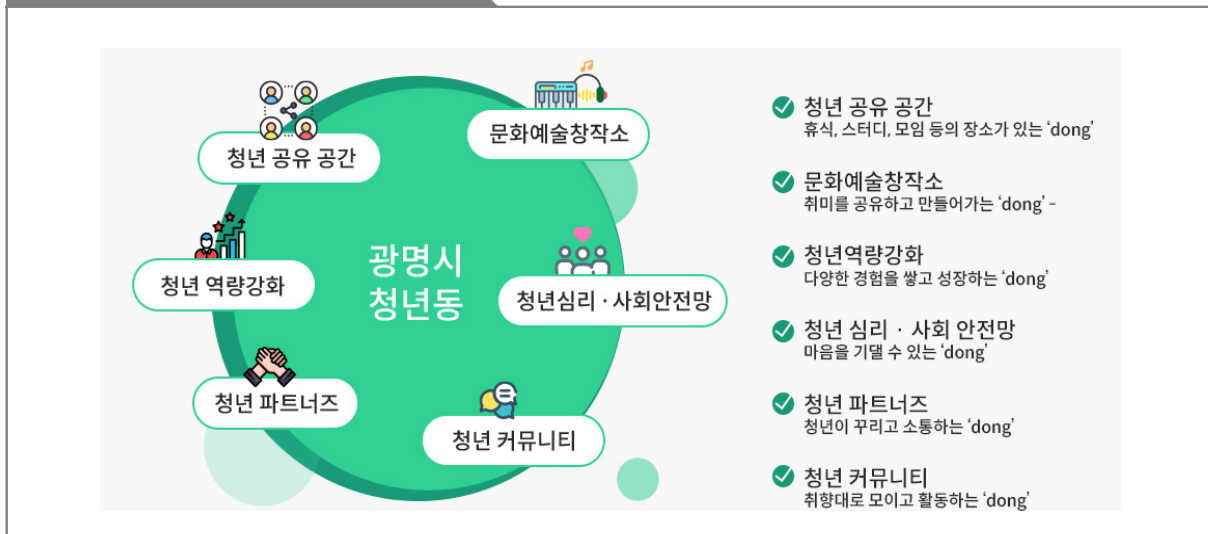 청년 공유 공간
문화예술창작소
청년 역량강화
광명시
청년동
청년심리 · 사회안전망
청년 파트너즈
청년 커뮤니티
청년 공유 공간
휴식, 스터디, 모임 등의 장소가 있는 ‘dong’
문화예술창작소
취미를 공유하고 만들어가는 ‘dong’ -
청년역량강화
다양한 경험을 쌓고 성장하는 ‘dong’
청년 심리 · 사회 안전망
마음을 기댈 수 있는 ‘dong’
청년 파트너즈
청년이 꾸리고 소통하는 ‘dong’
청년 커뮤니티
취향대로 모이고 활동하는 ‘dong’